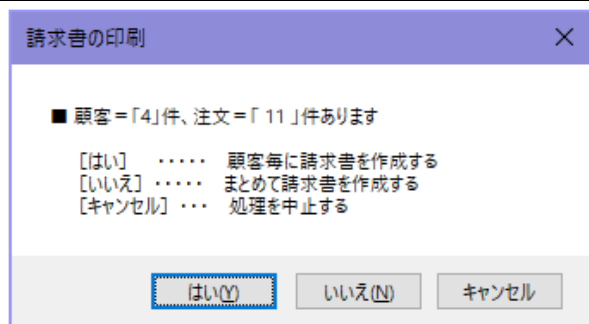 請求書の印刷
■ 顧客=「4」件、注文=「 11 」件あります
[はい] ・・・・・ 顧客毎に請求書を作成する
[いいえ] ・・・・・ まとめて請求書を作成する
[キャンセル] ・・・ 処理を中止する
はい(Y) いいえ(N) キャンセル